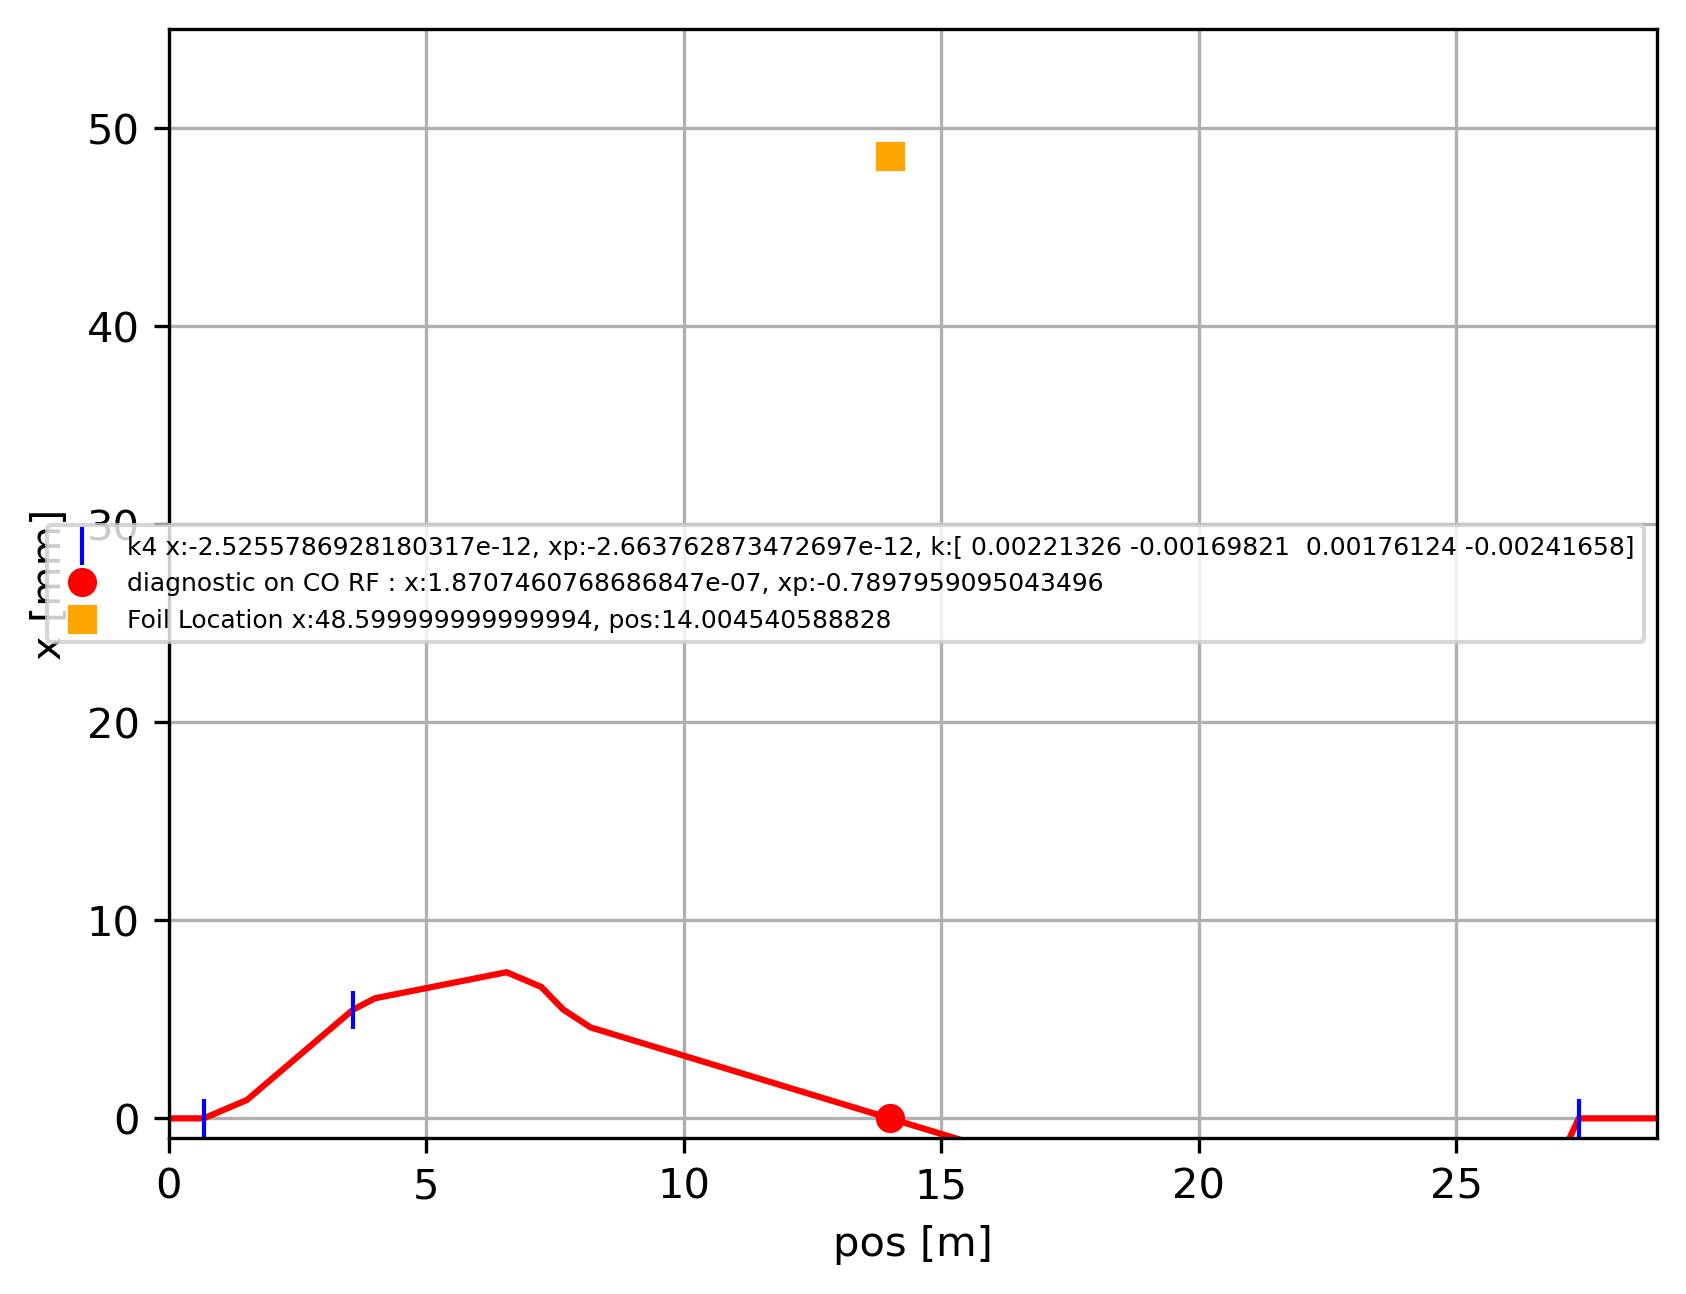 50
40
30
x [mm]
k4 x:-2.5255786928180317e-12, xp:-2.663762873472697e-12, k:[ 0.00221326 -0.00169821  0.00176124 -0.00241658]
diagnostic on CO RF : x:1.8707460768686847e-07, xp:-0.7897959095043496
Foil Location x:48.599999999999994, pos:14.004540588828
20
10
0
0 5 10 15 20 25
pos [m]